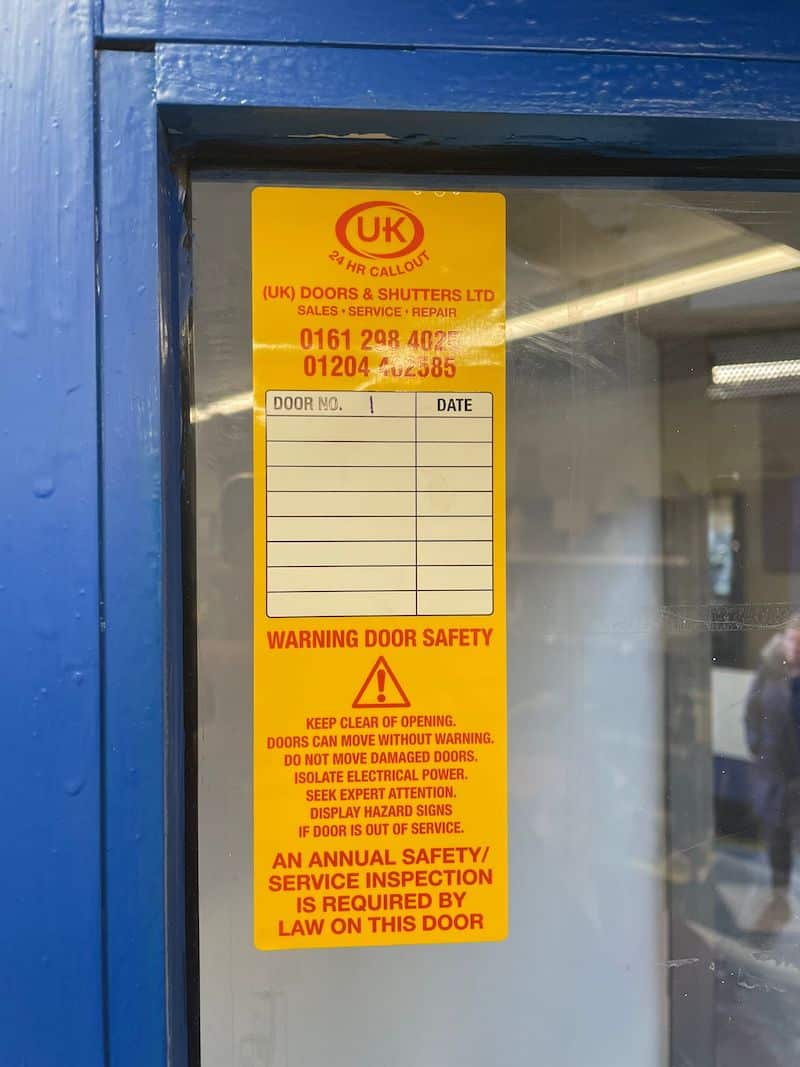 UK
24 HR CALLOUT
(UK) DOORS & SHUTTERS LTD
SALES • SERVICE • REPAIR
0161 298 4025
01204 402585
DOOR NO. 1 DATE
WARNING DOOR SAFETY
KEEP CLEAR OF OPENING.
DOORS CAN MOVE WITHOUT WARNING.
DO NOT MOVE DAMAGED DOORS.
ISOLATE ELECTRICAL POWER.
SEEK EXPERT ATTENTION.
DISPLAY HAZARD SIGNS
IF DOOR IS OUT OF SERVICE.
AN ANNUAL SAFETY/
SERVICE INSPECTION
IS REQUIRED BY
LAW ON THIS DOOR